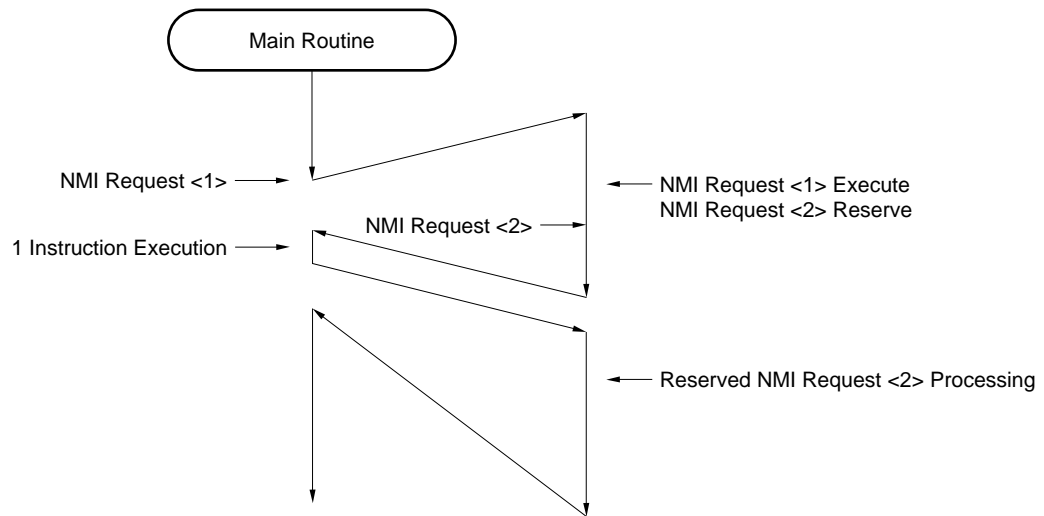 Main Routine
NMI Request <1>
NMI Request <1> Execute
NMI Request <2> Reserve
NMI Request <2>
1 Instruction Execution
Reserved NMI Request <2> Processing